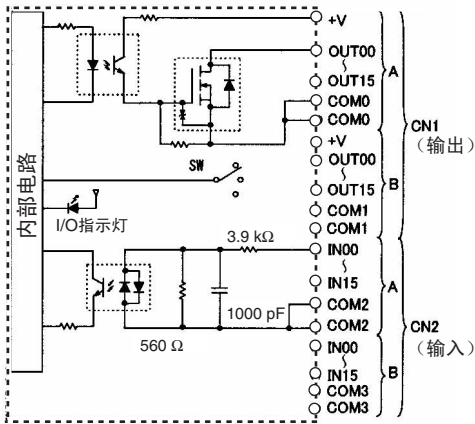 +V
OUT00
~
OUT15
COM0
COM0
A
+V
OUT00
~
OUT15
COM1
COM1
B
CN1
（输出）
SW
内部电路
I/O指示灯
3.9 kΩ
1000 pF
560 Ω
IN00
~
IN15
COM2
COM2
A
IN00
~
IN15
COM3
COM3
B
CN2
（输入）